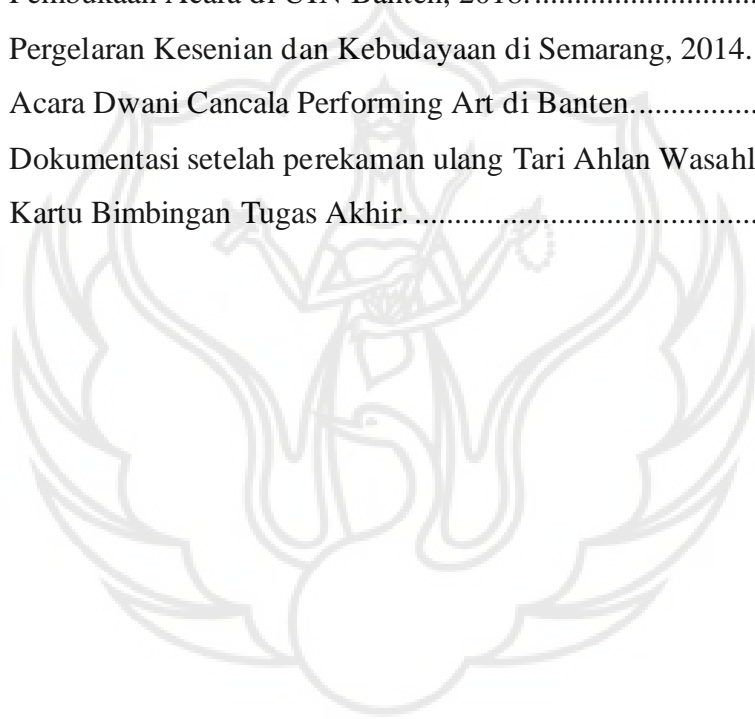 Pembukaan Acara di UIN Banten, 2018. ............................
Pergelaran Kesenian dan Kebudayaan di Semarang, 2014.
Acara Dwani Cancala Performing Art di Banten...................
Dokumentasi setelah perekaman ulang Tari Ahlan Wasahl
Kartu Bimbingan Tugas Akhir. ..........................................